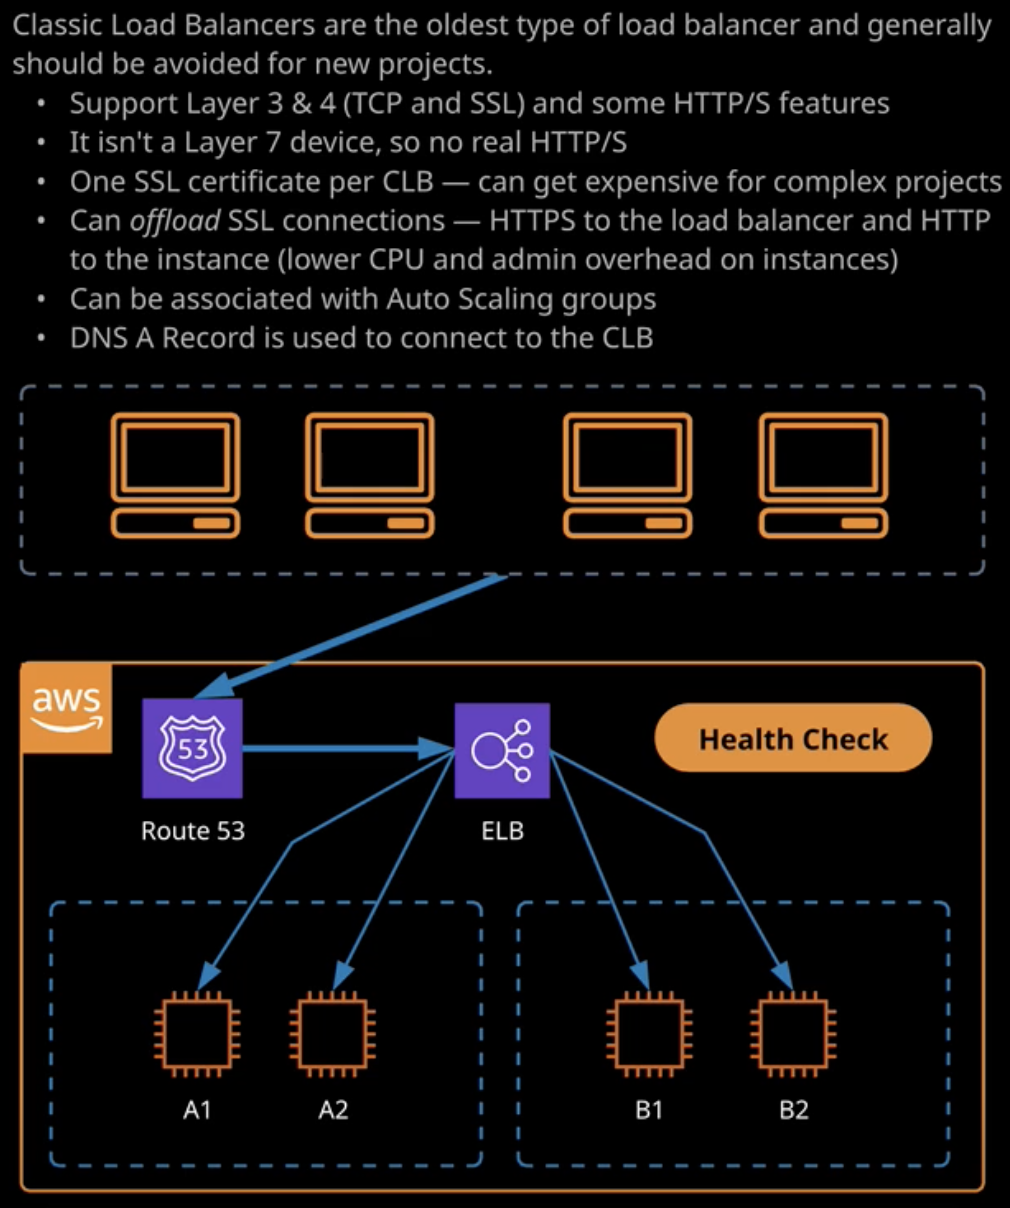 Classic Load Balancers are the oldest type of load balancer and generally
should be avoided for new projects.
• Support Layer 3 & 4 (TCP and SSL) and some HTTP/S features
• It isn't a Layer 7 device, so no real HTTP/S
• One SSL certificate per CLB — can get expensive for complex projects
• Can offload SSL connections — HTTPS to the load balancer and HTTP
to the instance (lower CPU and admin overhead on instances)
• Can be associated with Auto Scaling groups
• DNS A Record is used to connect to the CLB
aws
53
Health Check
Route 53
ELB
A1
A2
B1
B2